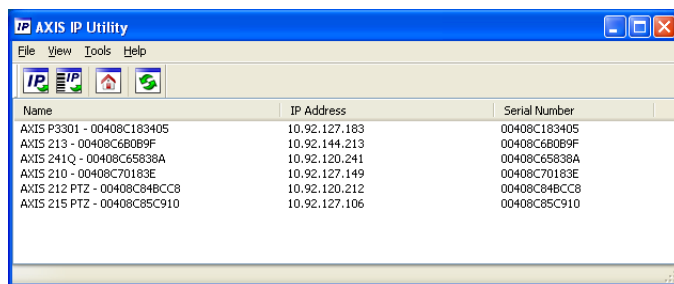 IP AXIS IP Utility
File View Tools Help
IP IP
Name IP Address Serial Number
AXIS P3301 - 00408C183405 10.92.127.183 00408C183405
AXIS 213 - 00408C6B0B9F 10.92.144.213 00408C6B0B9F
AXIS 241Q - 00408C65838A 10.92.120.241 00408C65838A
AXIS 210 - 00408C70183E 10.92.127.149 00408C70183E
AXIS 212 PTZ - 00408C84BCC8 10.92.120.212 00408C84BCC8
AXIS 215 PTZ - 00408C85C910 10.92.127.106 00408C85C910